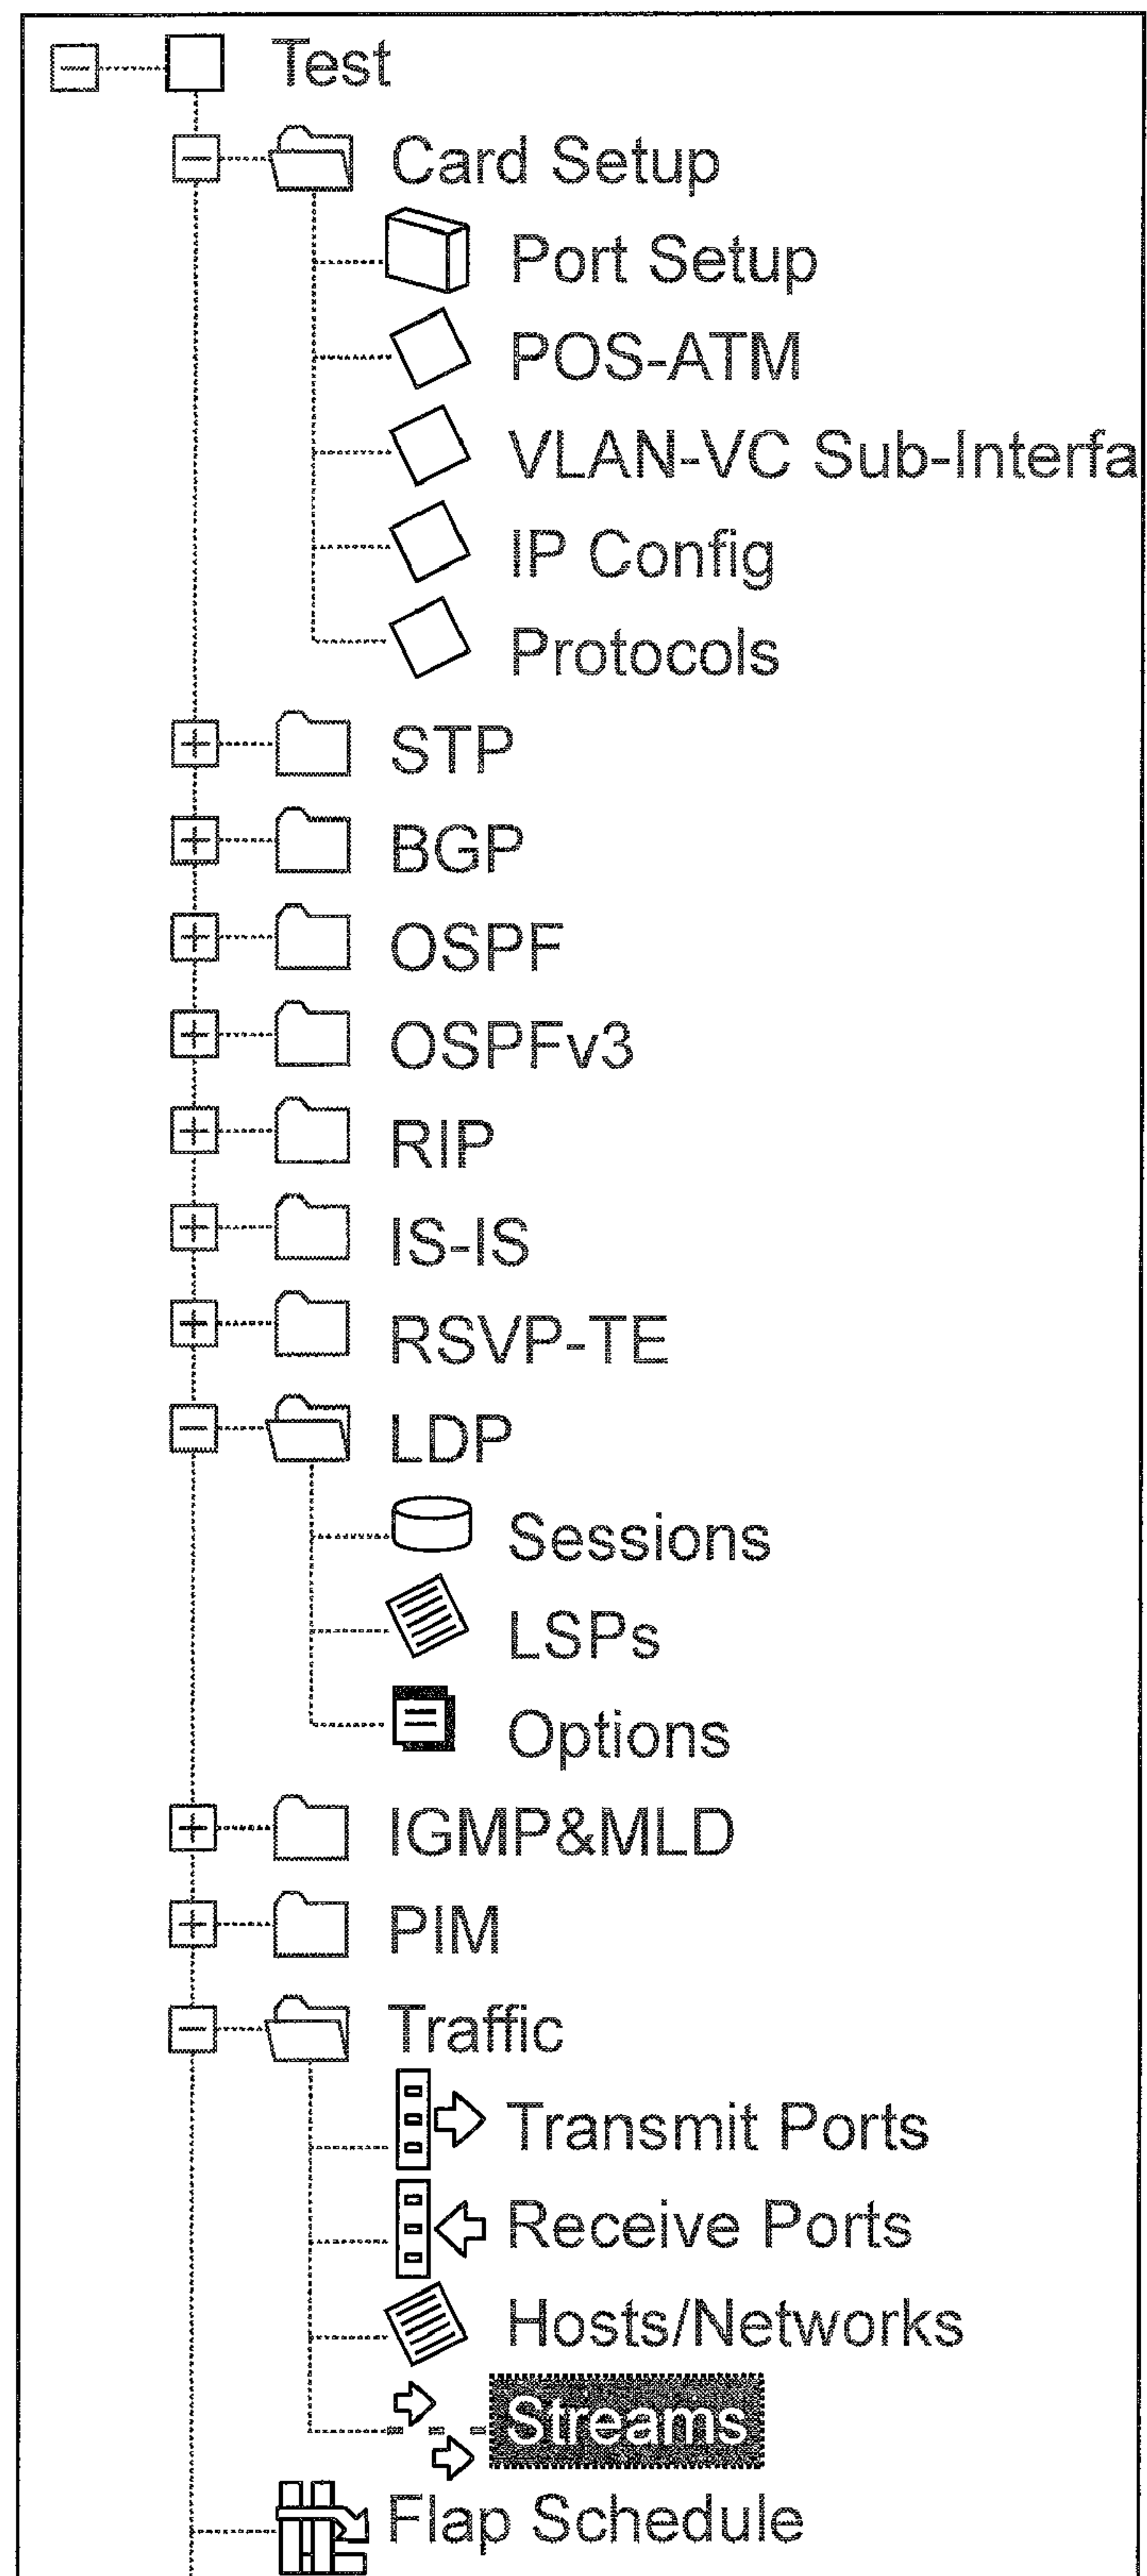 Test
Card Setup
Port Setup
POS-ATM
VLAN-VC Sub-Interfa
IP Config
Protocols
STP
BGP
OSPF
OSPFv3
RIP
IS-IS
RSVP-TE
LDP
Sessions
LSPs
Options
IGMP&MLD
PIM
Traffic
Transmit Ports
Receive Ports
Hosts/Networks
Streams
Flap Schedule